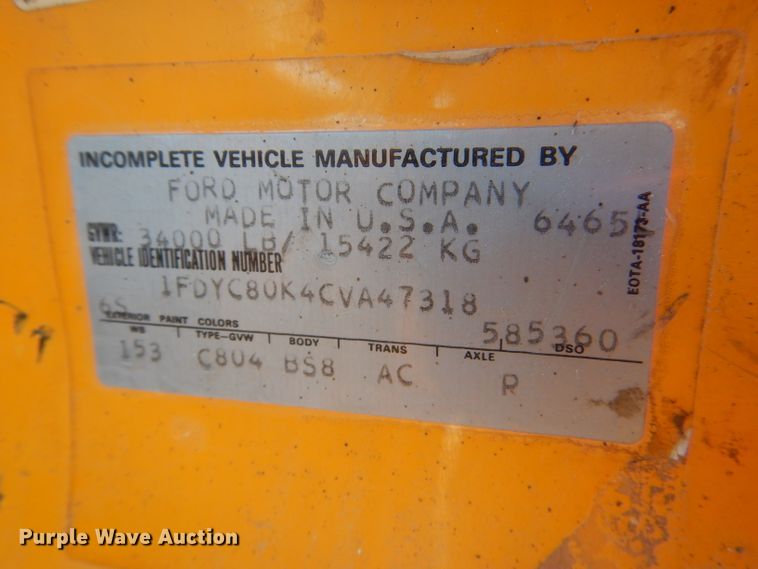 INCOMPLETE VEHICLE MANUFACTURED BY
FORD MOTOR COMPANY
MADE IN U.S.A. 6465
GVWR: 34000 LB/ 15422 KG
VEHICLE IDENTIFICATION NUMBER
1FDYC80K4CVA47318
6S 585360
EXTERIOR PAINT COLORS DSO
WB TYPE-GVW BODY TRANS AXLE
153 C804 BS8 AC R
EOTA-18173-AA
Purple Wave Auction